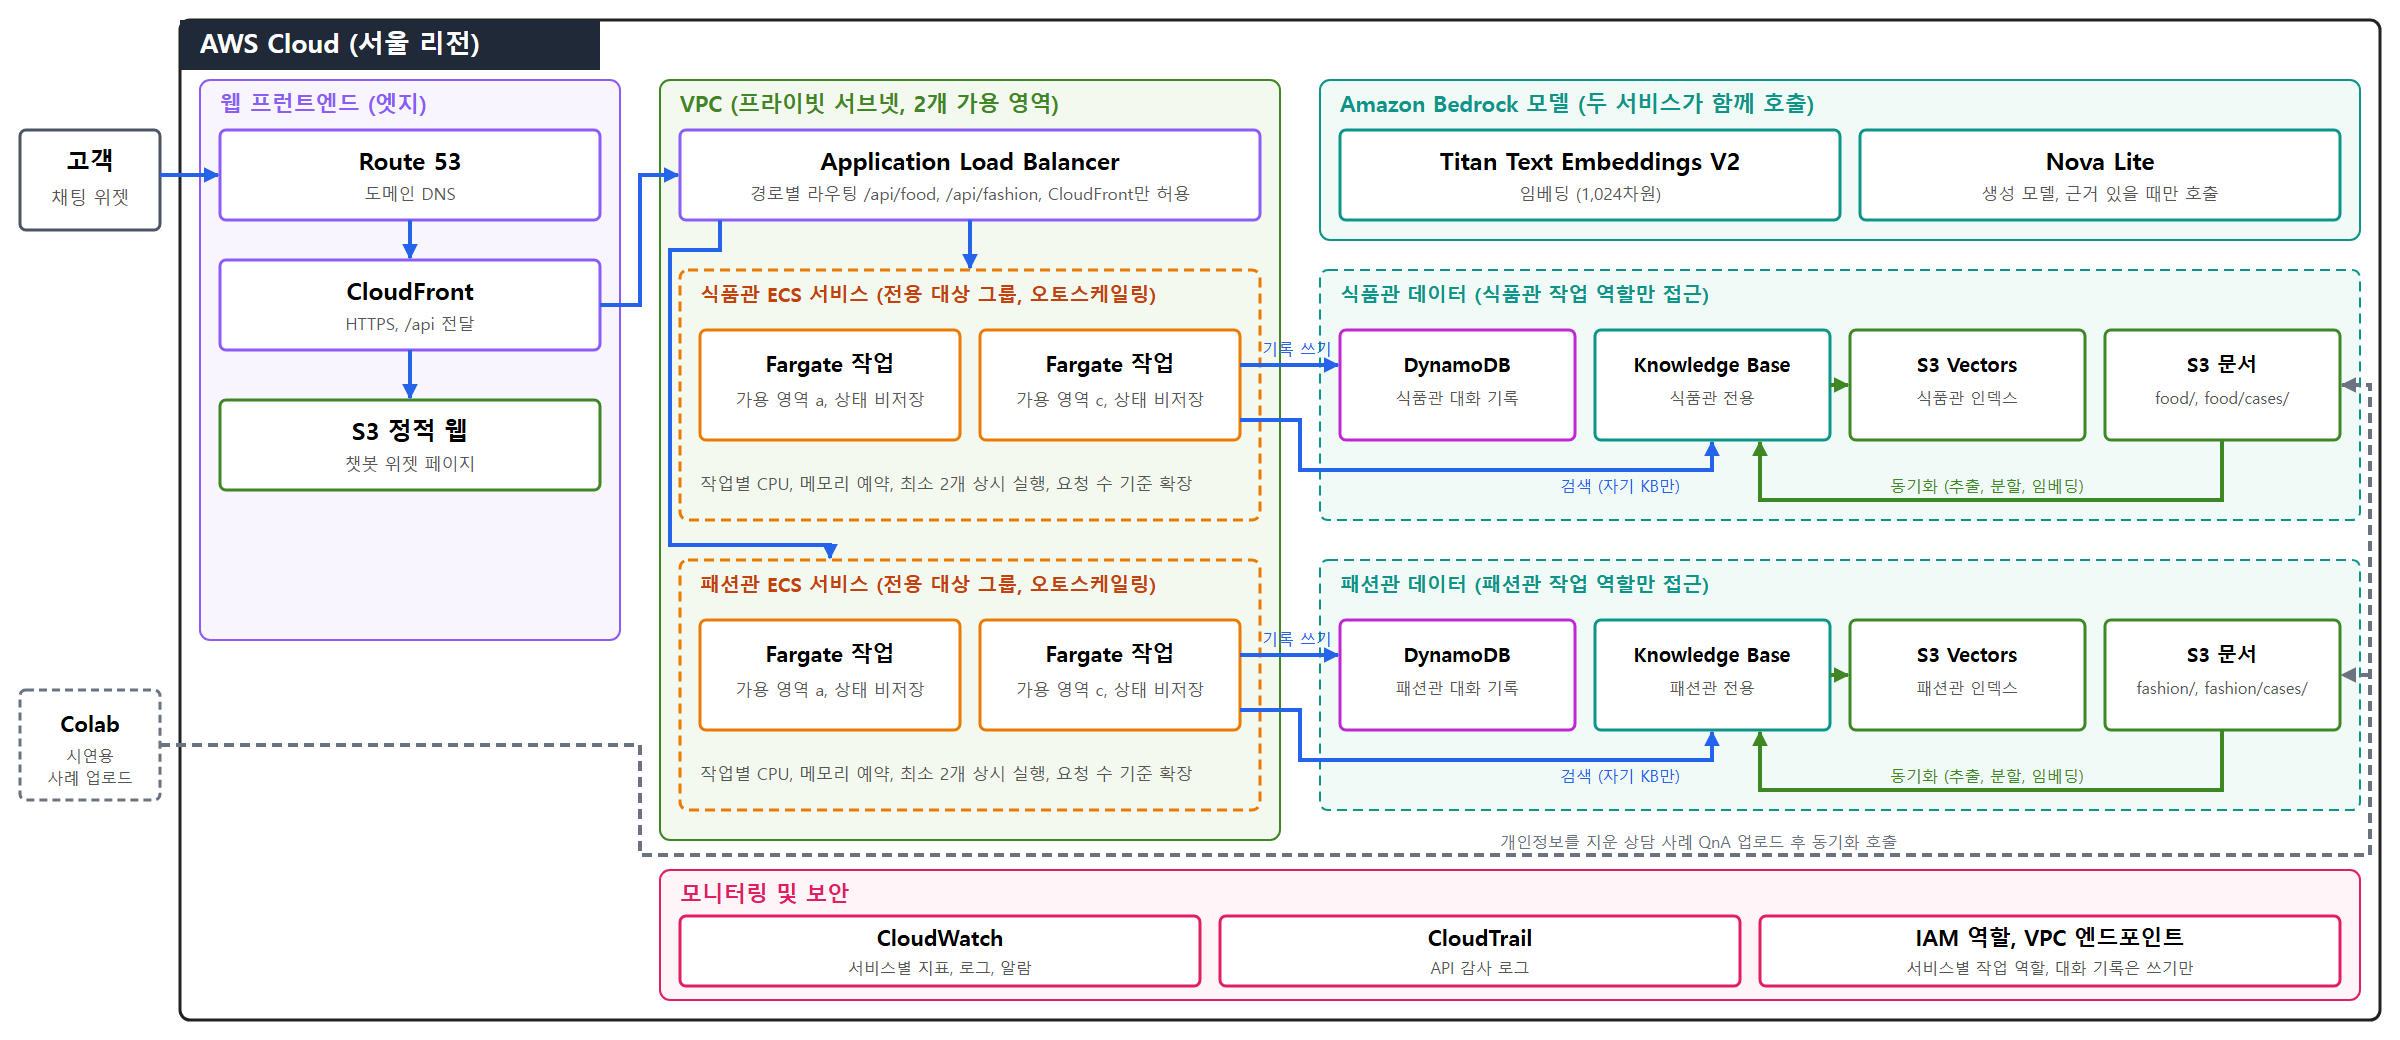 AWS Cloud (서울 리전)
웹 프런트엔드 (엣지)
고객
채팅 위젯
Route 53
도메인 DNS
CloudFront
HTTPS, /api 전달
S3 정적 웹
챗봇 위젯 페이지
Colab
시연용
사례 업로드
VPC (프라이빗 서브넷, 2개 가용 영역)
Application Load Balancer
경로별 라우팅 /api/food, /api/fashion, CloudFront만 허용
식품관 ECS 서비스 (전용 대상 그룹, 오토스케일링)
Fargate 작업
가용 영역 a, 상태 비저장
Fargate 작업
가용 영역 c, 상태 비저장
작업별 CPU, 메모리 예약, 최소 2개 상시 실행, 요청 수 기준 확장
패션관 ECS 서비스 (전용 대상 그룹, 오토스케일링)
Fargate 작업
가용 영역 a, 상태 비저장
Fargate 작업
가용 영역 c, 상태 비저장
작업별 CPU, 메모리 예약, 최소 2개 상시 실행, 요청 수 기준 확장
Amazon Bedrock 모델 (두 서비스가 함께 호출)
Titan Text Embeddings V2
임베딩 (1,024차원)
Nova Lite
생성 모델, 근거 있을 때만 호출
식품관 데이터 (식품관 작업 역할만 접근)
기록 쓰기
DynamoDB
식품관 대화 기록
Knowledge Base
식품관 전용
S3 Vectors
식품관 인덱스
S3 문서
food/, food/cases/
검색 (자기 KB만)
동기화 (추출, 분할, 임베딩)
패션관 데이터 (패션관 작업 역할만 접근)
기록 쓰기
DynamoDB
패션관 대화 기록
Knowledge Base
패션관 전용
S3 Vectors
패션관 인덱스
S3 문서
fashion/, fashion/cases/
검색 (자기 KB만)
동기화 (추출, 분할, 임베딩)
개인정보를 지운 상담 사례 QnA 업로드 후 동기화 호출
모니터링 및 보안
CloudWatch
서비스별 지표, 로그, 알람
CloudTrail
API 감사 로그
IAM 역할, VPC 엔드포인트
서비스별 작업 역할, 대화 기록은 쓰기만